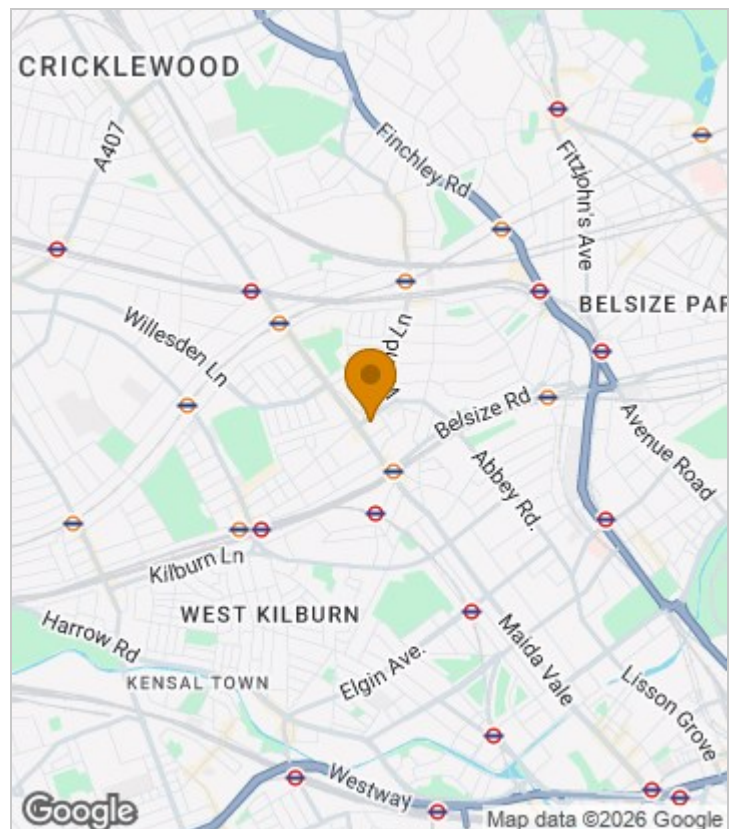 CRICKLEWOOD
A407
Finchley Rd
Fitzjohn's Ave
BELSIZE PAR
Willesden Ln
Belsize Rd
Avenue Road
Abbey Rd.
Kilburn Ln
WEST KILBURN
Harrow Rd
Maida Vale
Elgin Ave.
KENSAL TOWN
Lisson Grove
Westway
Google
Map data ©2026 Google